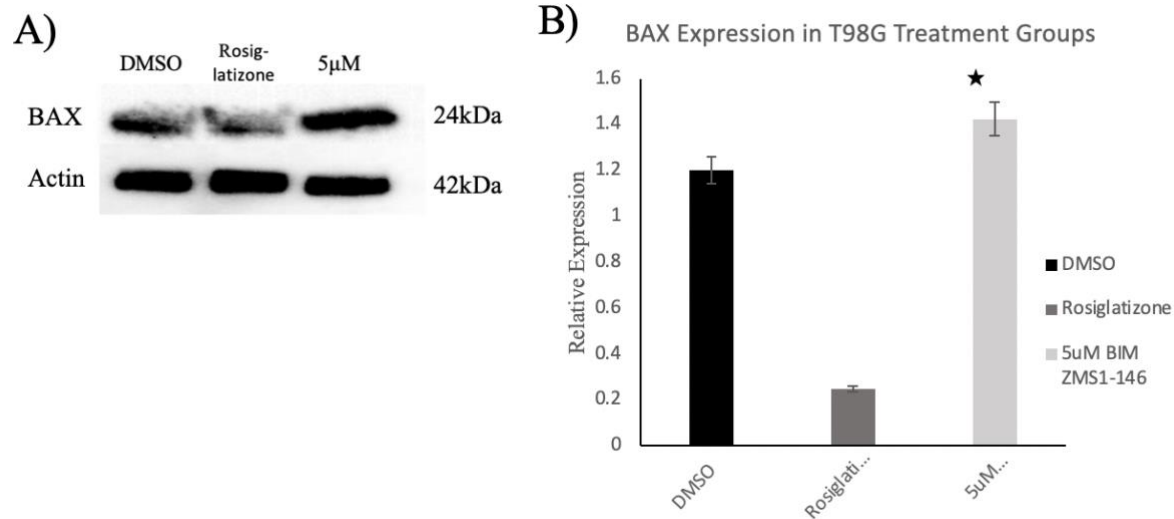 A)
DMSO
Rosig-
latizone
5µM
BAX
24kDa
Actin
42kDa
B)
BAX Expression in T98G Treatment Groups
Relative Expression
1.6
1.4
1.2
1
0.8
0.6
0.4
0.2
0
★
DMSO
Rosiglati...
5uM...
DMSO
Rosiglatizone
5uM BIM
ZMS1-146